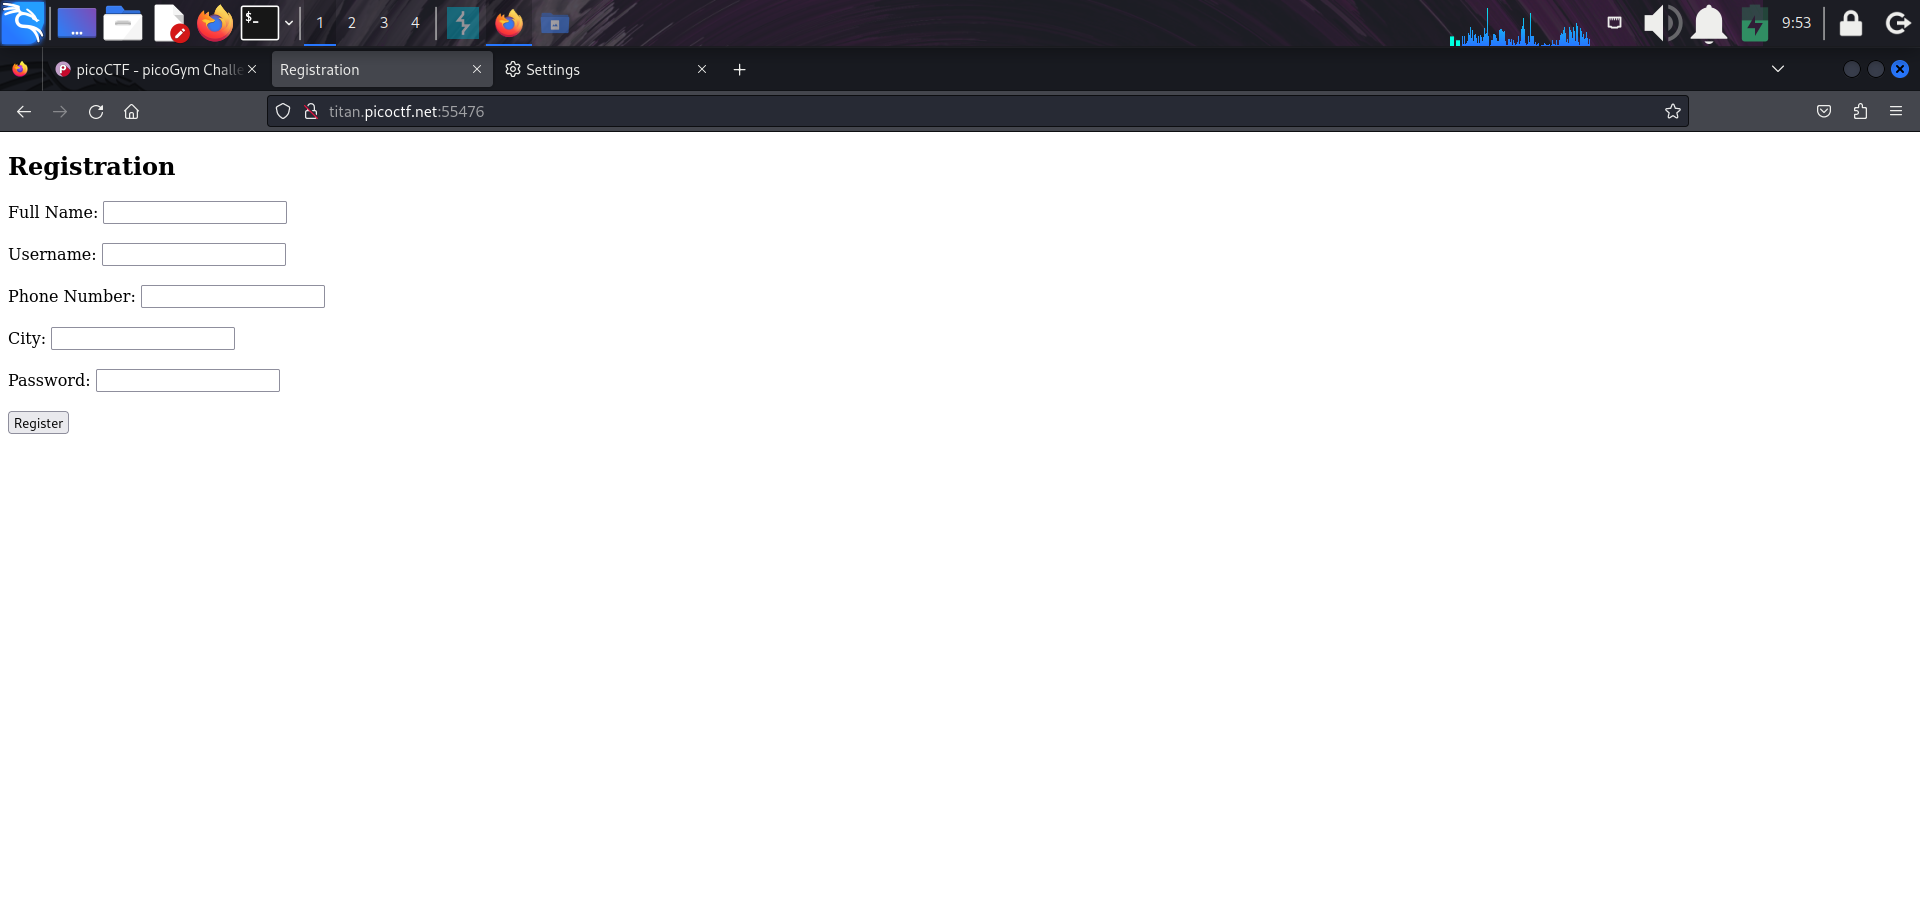 $-
1 2 3 4
9:53
picoCTF - picoGym Challe
Registration
Settings
titan.picoctf.net:55476
Registration
Full Name:
Username:
Phone Number:
City:
Password:
Register